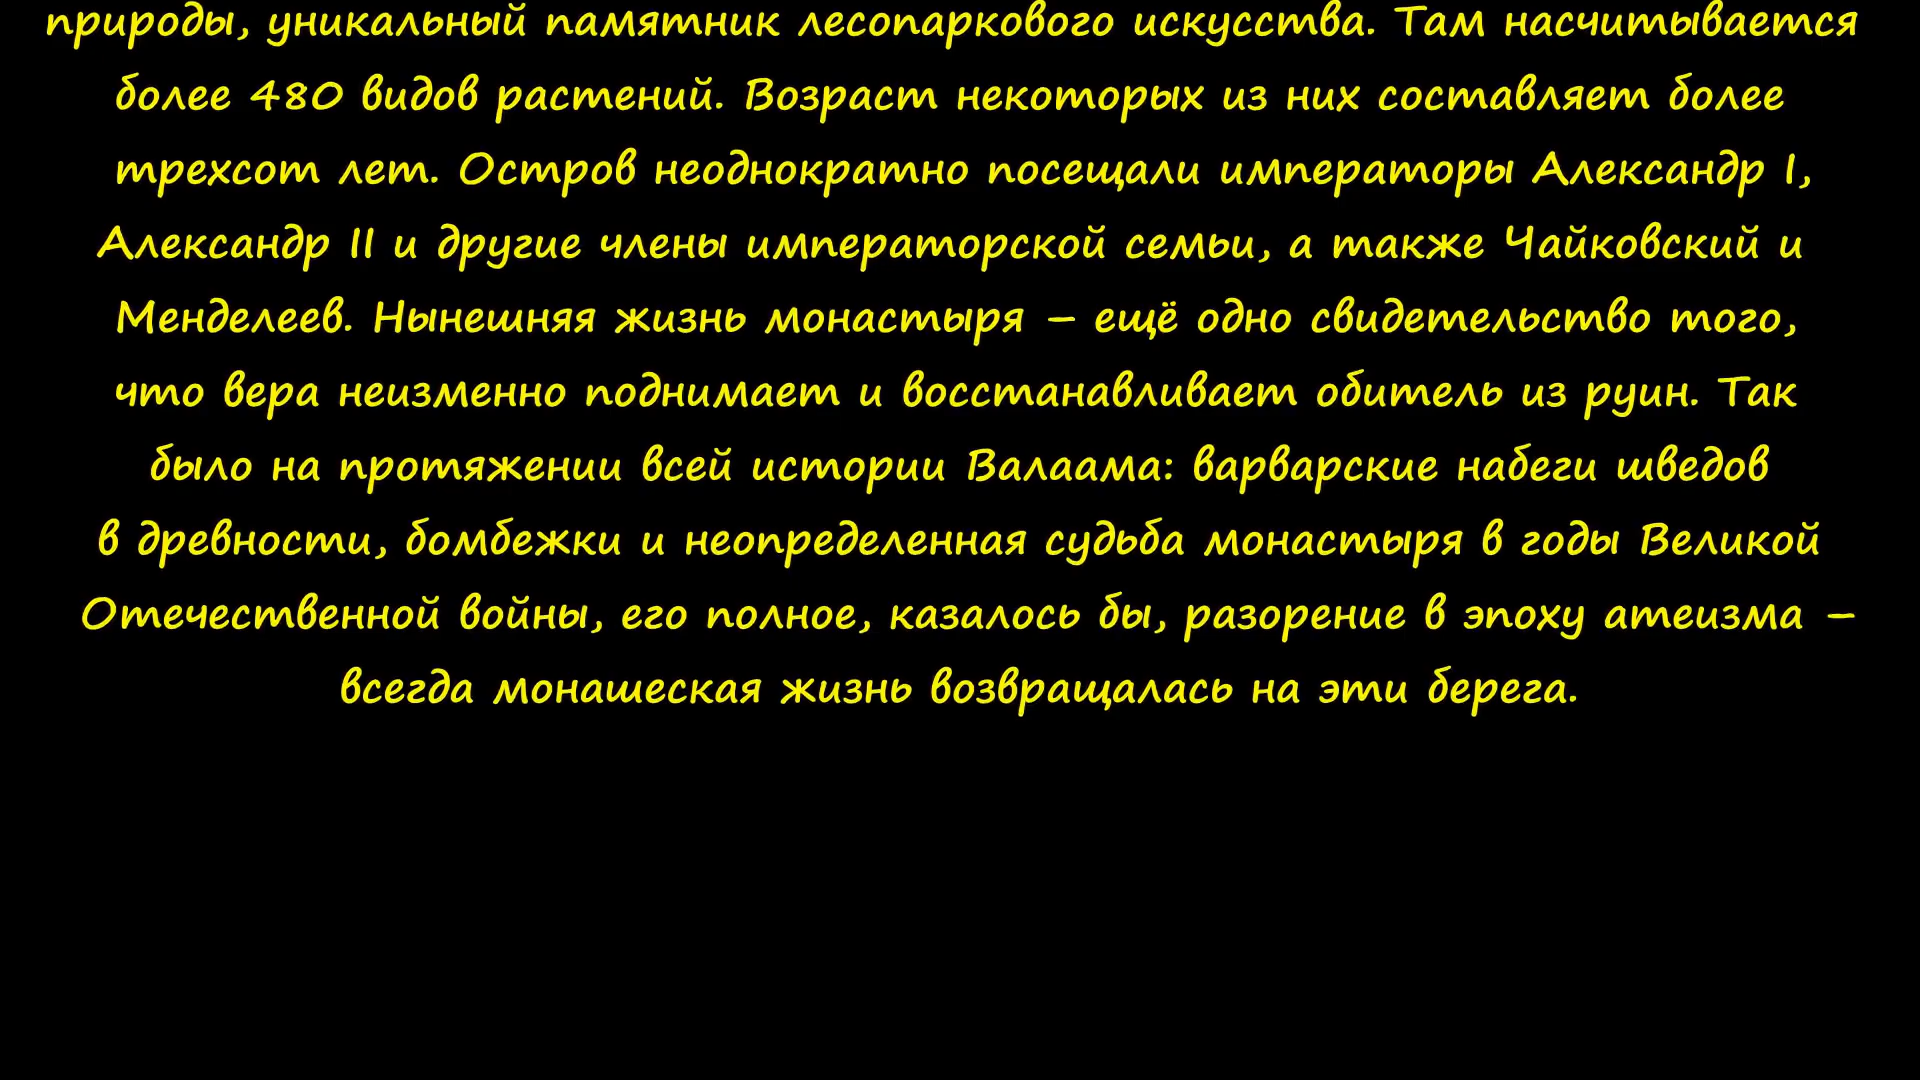 природы, уникальный памятник лесопаркового искусства. Там насчитывается
более 480 видов растений. Возраст некоторых из них составляет более
трехсот лет. Остров неоднократно посещали императоры Александр I,
Александр II и другие члены императорской семьи, а также Чайковский и
Менделеев. Нынешняя жизнь монастыря – ещё одно свидетельство того,
что вера неизменно поднимает и восстанавливает обитель из руин. Так
было на протяжении всей истории Валаама: варварские набеги шведов
в древности, бомбежки и неопределенная судьба монастыря в годы Великой
Отечественной войны, его полное, казалось бы, разорение в эпоху атеизма –
всегда монашеская жизнь возвращалась на эти берега.